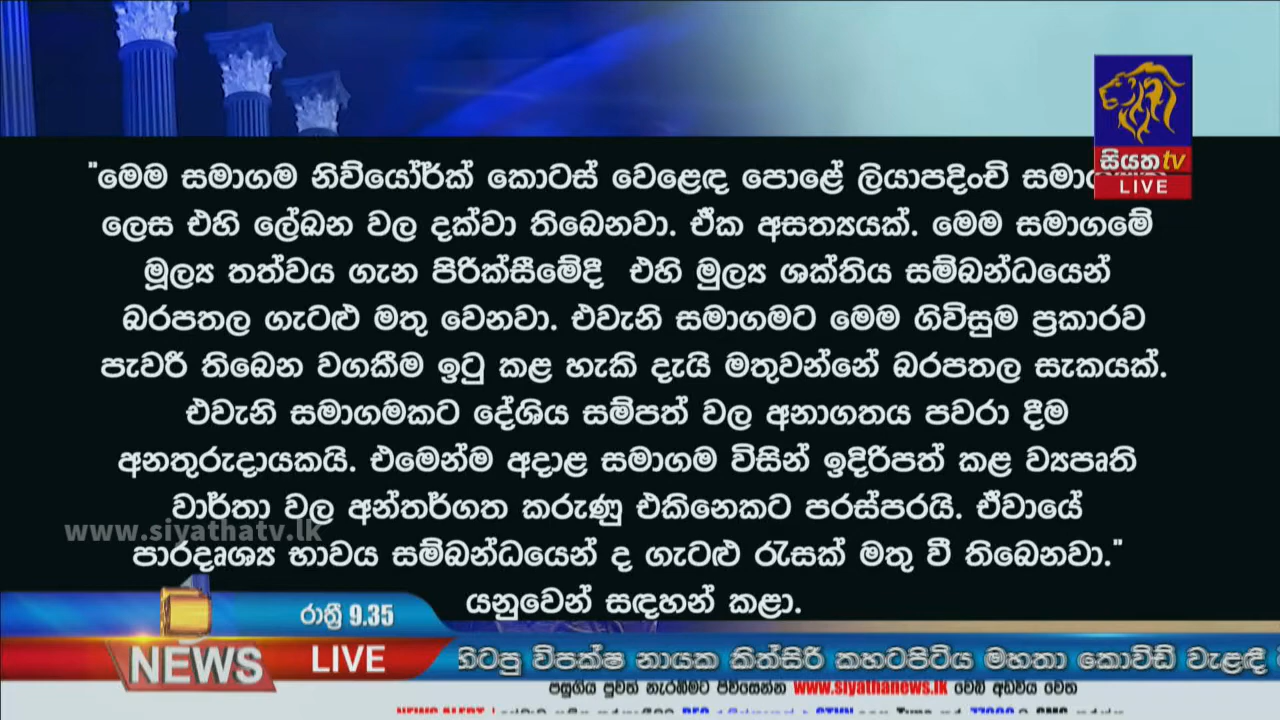 "මෙම සමාගම නිව්යෝර්ක් කොටස් වෙළෙඳ පොළේ ලියාපදිංචි
සියත tv
LIVE
ලෙස එහි ලේඛන වල දක්වා තිබෙනවා. ඒක අසත්‍යයක්. මෙම සමාගමේ
මූල්‍ය තත්වය ගැන පිරික්සීමේදී එහි මුල්‍ය ශක්තිය සම්බන්ධයෙන්
බරපතල ගැටළු මතු වෙනවා. එවැනි සමාගමට මෙම ගිවිසුම ප්‍රකාරව
පැවරී තිබෙන වගකීම ඉටු කළ හැකි දැයි මතුවන්නේ බරපතල සැකයක්.
එවැනි සමාගමකට දේශිය සම්පත් වල අනාගතය පවරා දීම
අනතුරුදායකයි. එමෙන්ම අදාළ සමාගම විසින් ඉදිරිපත් කළ ව්‍යපෘති
වාර්තා වල අන්තර්ගත කරුණු එකිනෙකට පරස්පරයි. ඒවායේ
www.siyathatv.lk
පාරදෘශ්‍ය භාවය සම්බන්ධයෙන් ද ගැටළු රැසක් මතු වී තිබෙනවා."
යනුවෙන් සඳහන් කළා.
රාත්‍රී 9.35
NEWS LIVE
හිටපු විපක්ෂ නායක කිත්සිරි කහටපිටිය මහතා කොවිඩ් වැළඳී
පසුගිය පුවත් නැරඹීමට පිවිසෙන්න www.siyathanews.lk වෙබ් අඩවිය වෙත